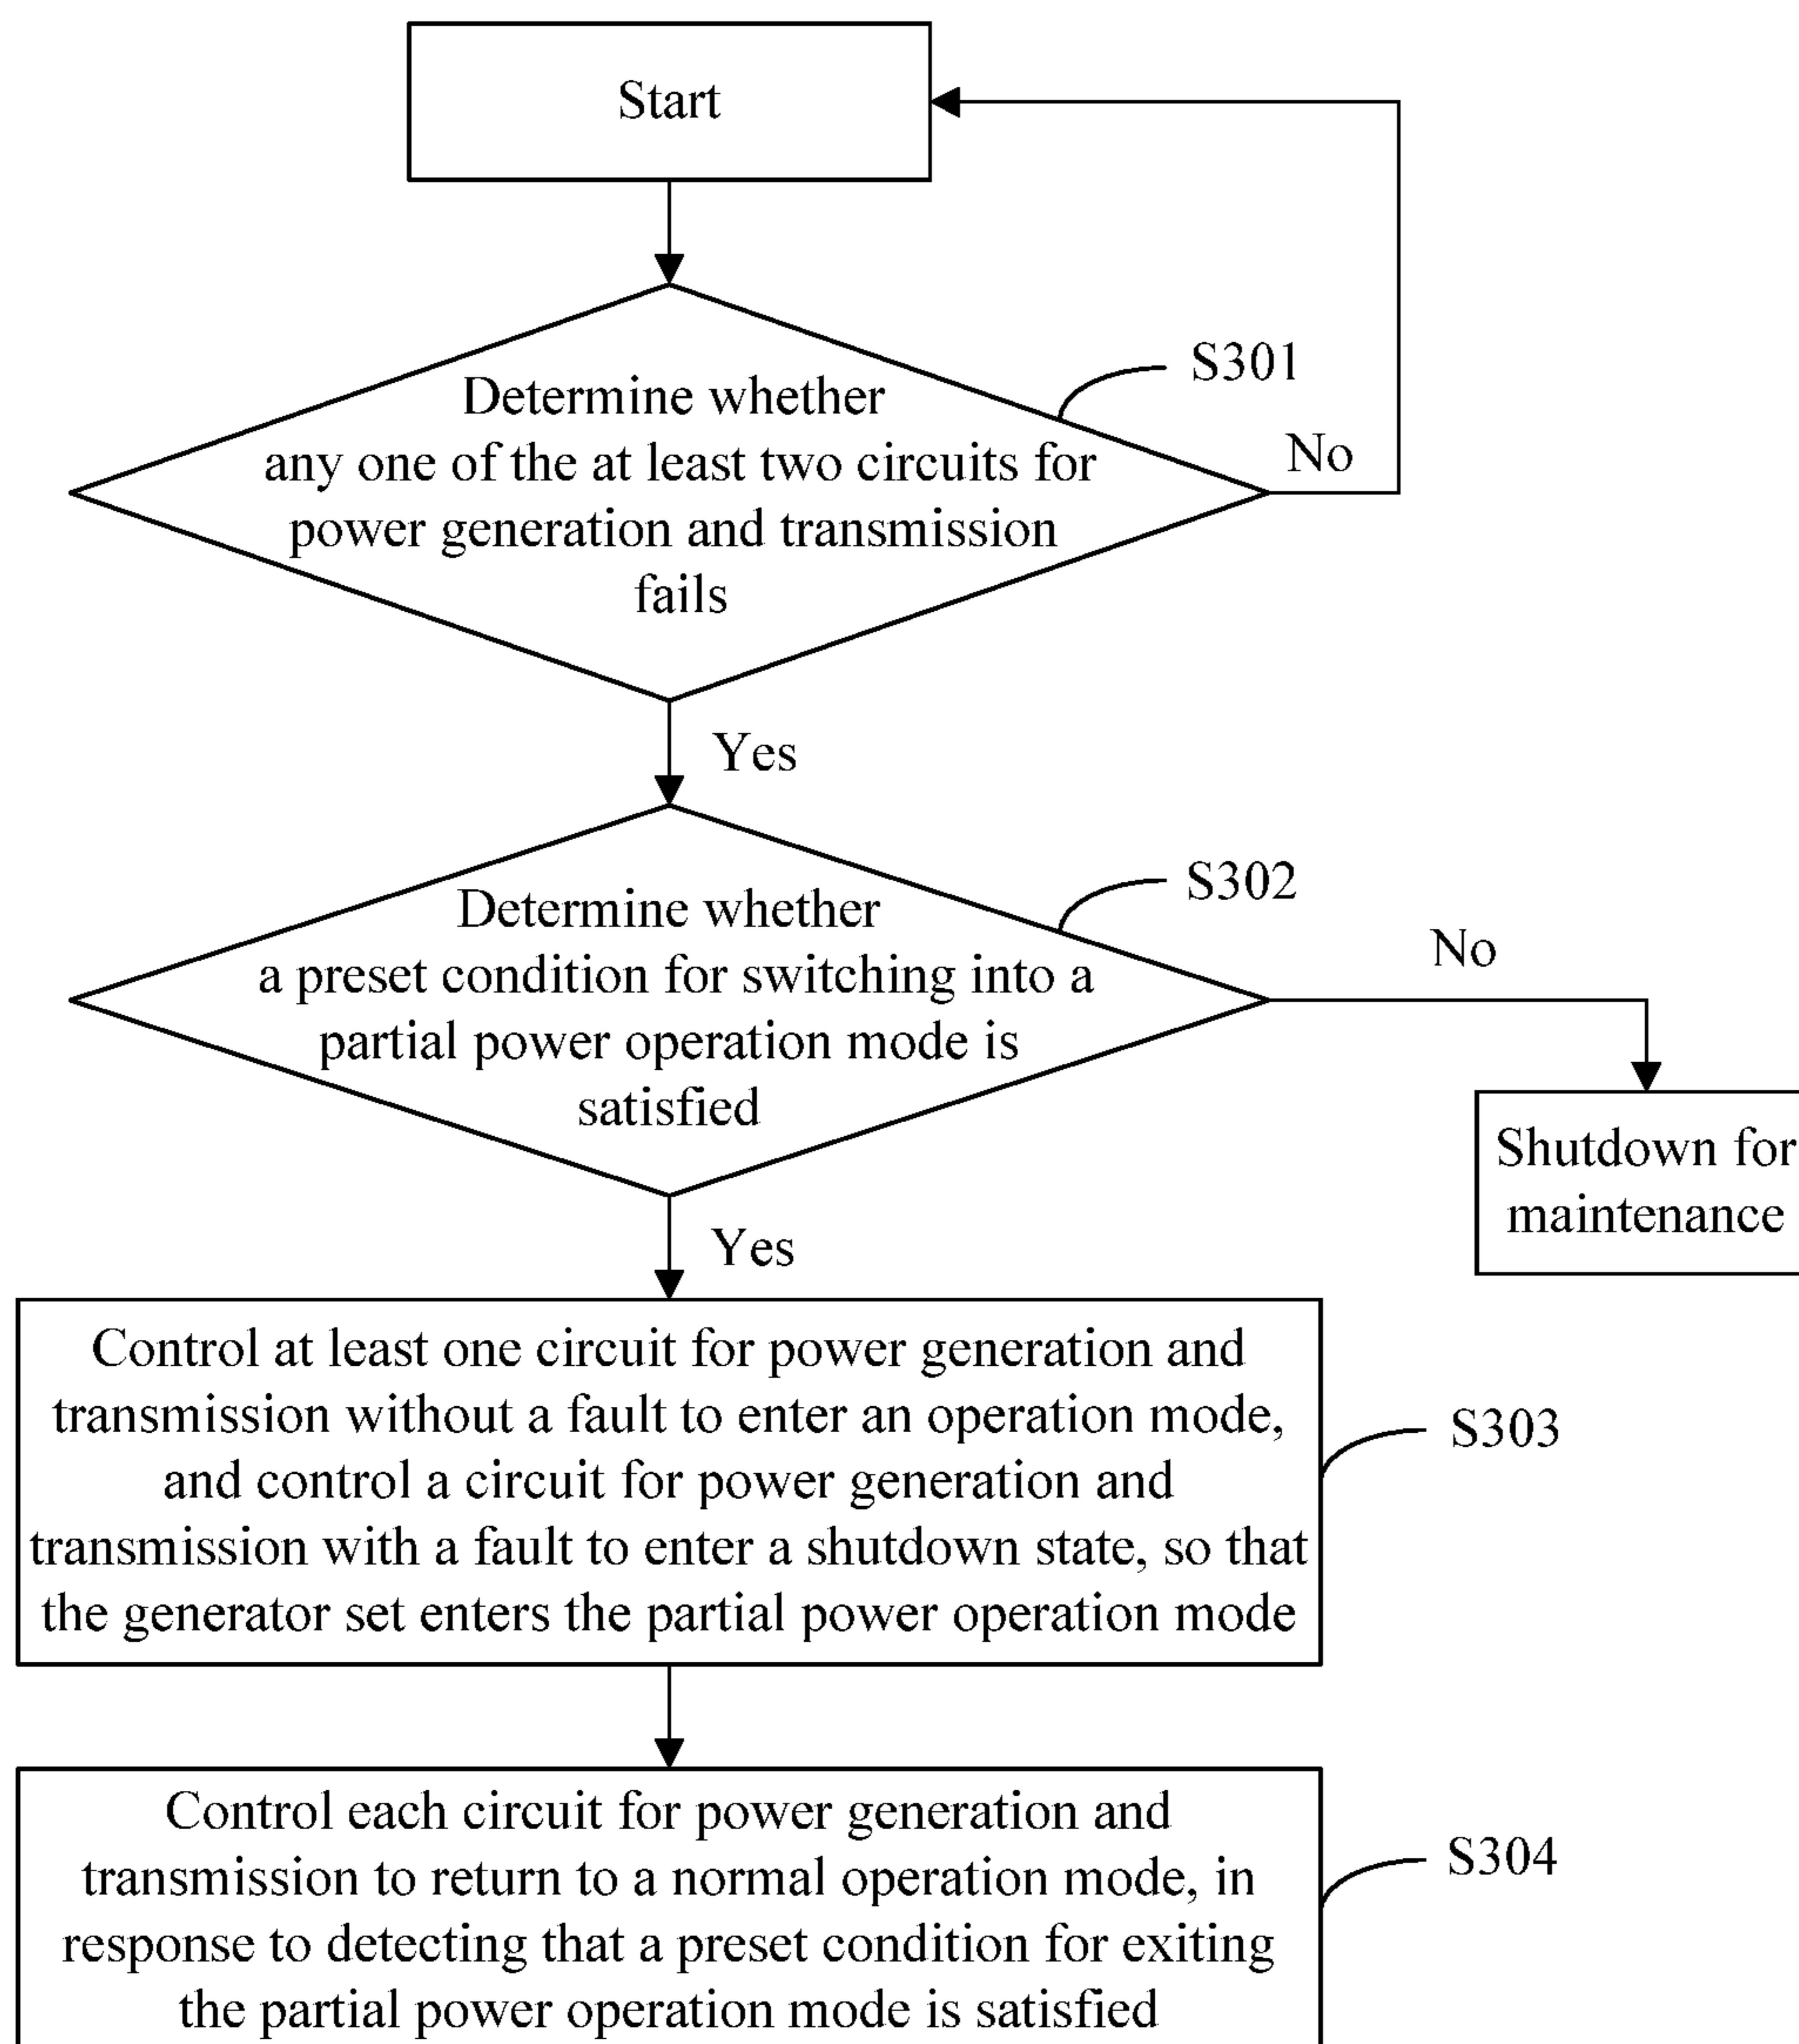 Start
Determine whether
any one of the at least two circuits for
power generation and transmission
fails
S301
No
Yes
Determine whether
a preset condition for switching into a
partial power operation mode is
satisfied
S302
No
Shutdown for
maintenance
Yes
Control at least one circuit for power generation and
transmission without a fault to enter an operation mode,
and control a circuit for power generation and
transmission with a fault to enter a shutdown state, so that
the generator set enters the partial power operation mode
S303
Control each circuit for power generation and
transmission to return to a normal operation mode, in
response to detecting that a preset condition for exiting
the partial power operation mode is satisfied
S304